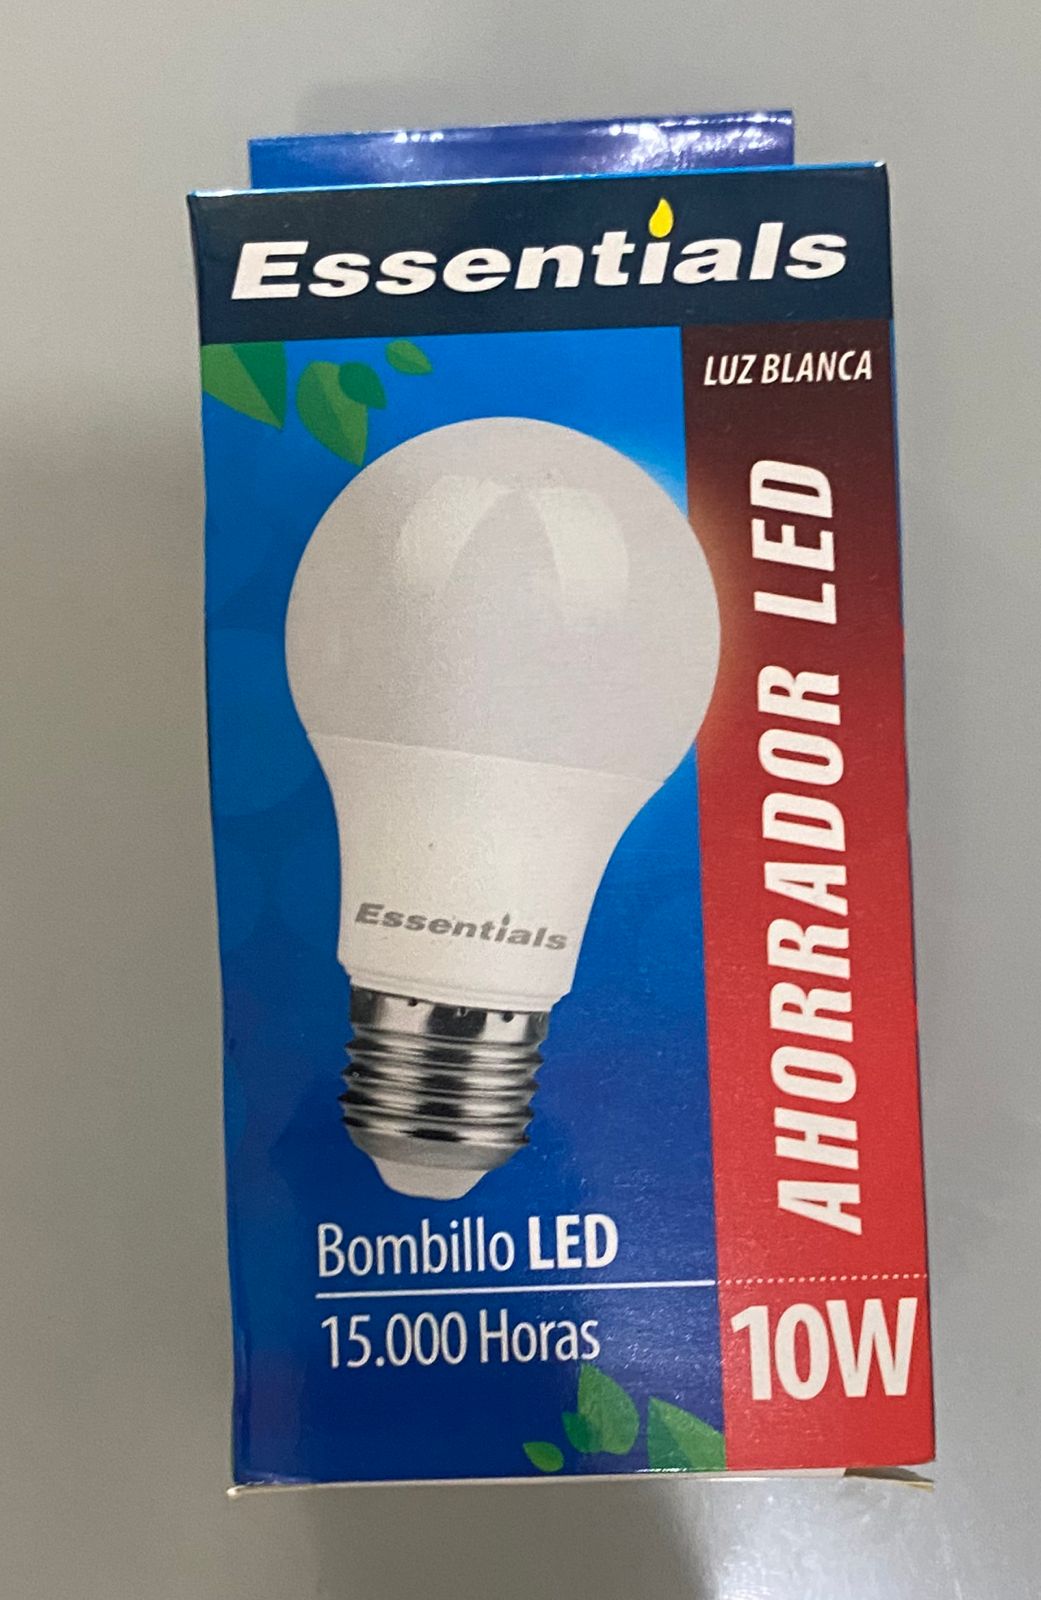 Essentials
LUZ BLANCA
AHORRADOR LED
Essentials
Bombillo LED
15.000 Horas
10W